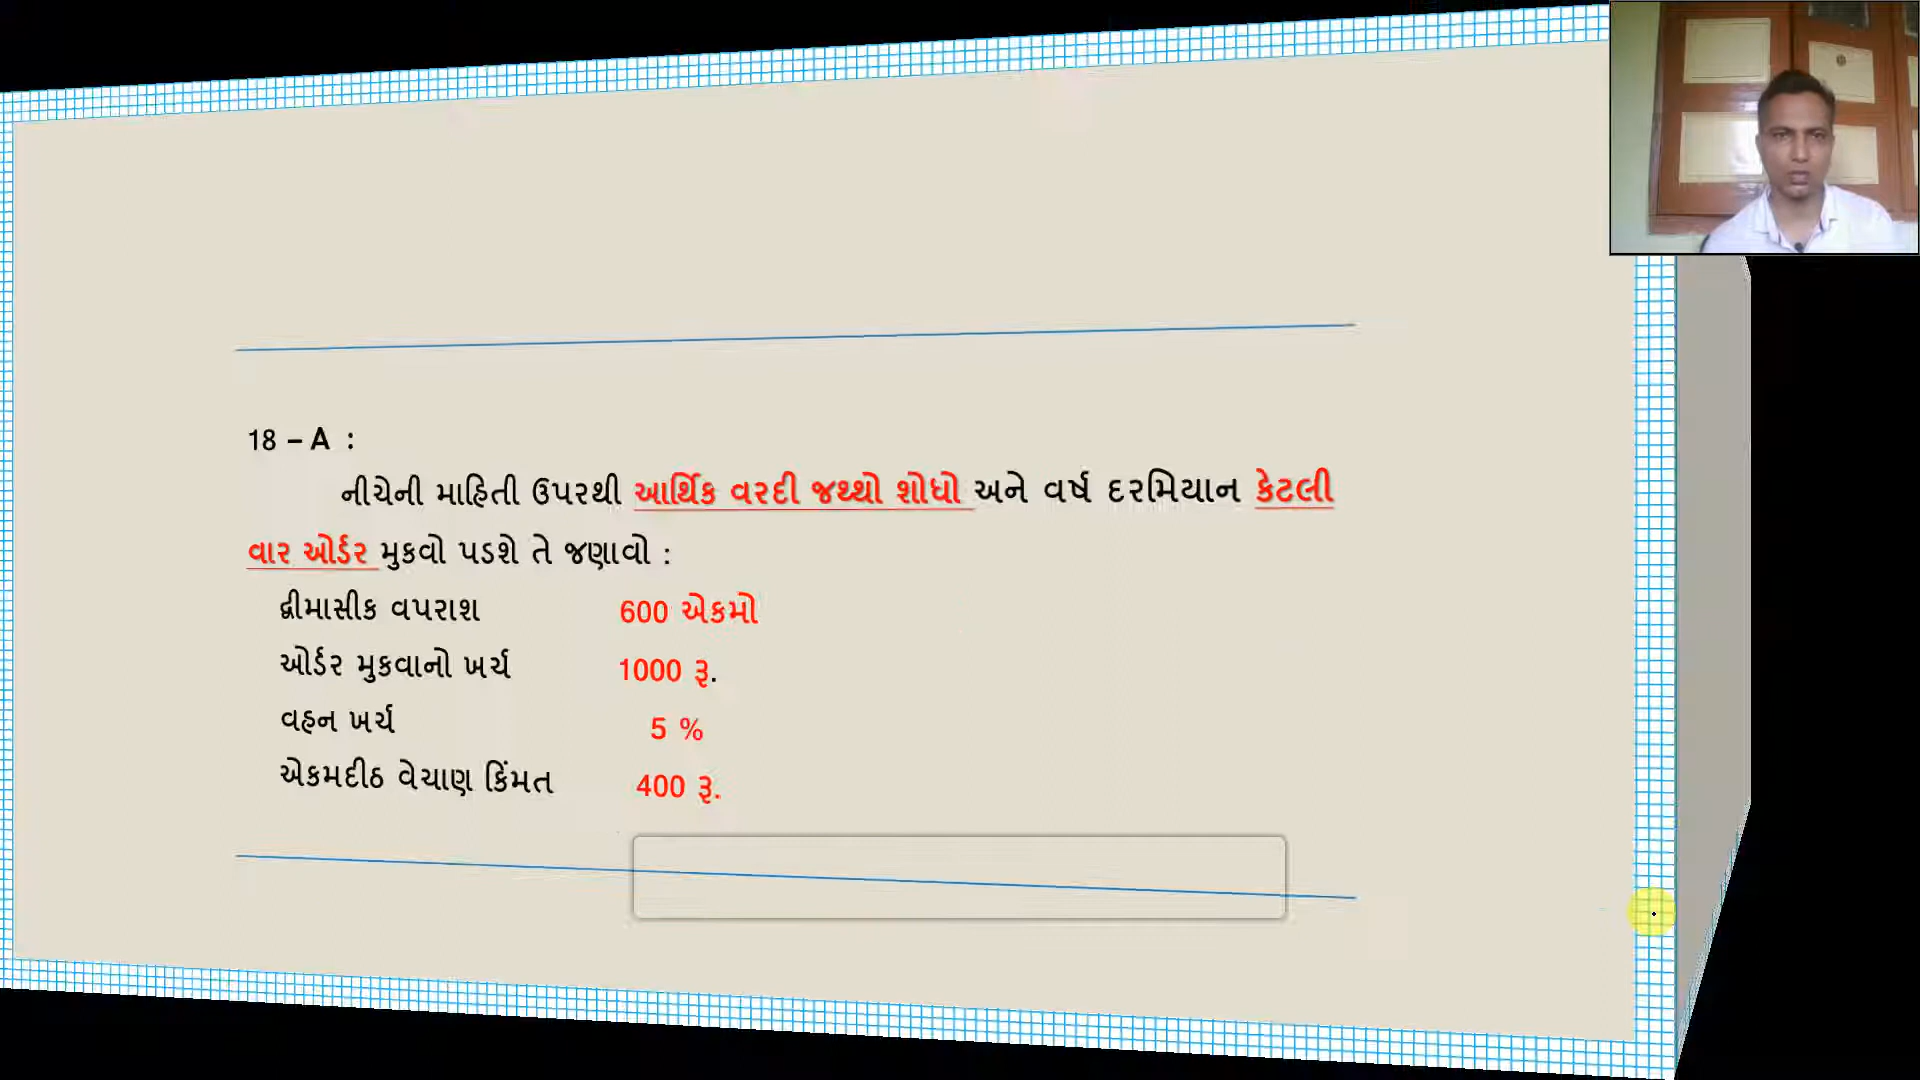 18 – A :
નીચેની માહિતી ઉપરથી આર્થિક વરદી જથ્થો શોધો અને વર્ષ દરમિયાન કેટલી
વાર ઓર્ડર મુકવો પડશે તે જણાવો :
દ્વીમાસીક વપરાશ 600 એકમો
ઓર્ડર મુકવાનો ખર્ચ 1000 રૂ.
વહન ખર્ચ 5 %
એકમદીઠ વેચાણ કિંમત 400 રૂ.